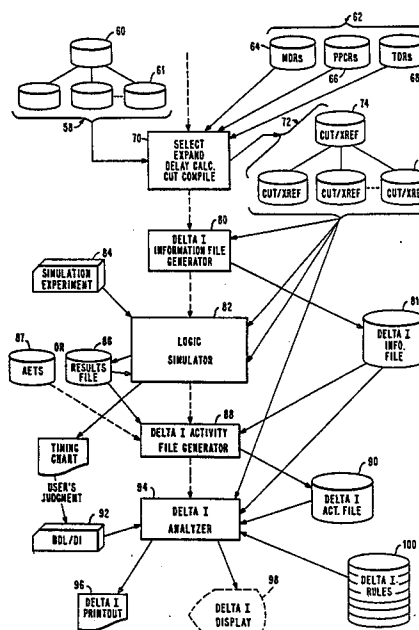 60
62
64
MDRs
PPCRs
TDRs
66
68
61
58
70
SELECT
EXPAND
DELAY CALC.
CUT COMPILE
72
74
CUT/XREF
CUT/XREF
CUT/XREF
80
DELTA I
INFORMATION FILE
GENERATOR
84
SIMULATION EXPERIMENT
82
LOGIC
SIMULATOR
81
DELTA I
INFO.
FILE
87
AETS
OR
86
RESULTS
FILE
88
DELTA I ACTIVITY
FILE GENERATOR
TIMING
CHART
USER'S
JUDGMENT
90
DELTA I
ACT. FILE
92
BDL/DI
94
DELTA I
ANALYZER
96
DELTA I
PRINTOUT
98
DELTA I
DISPLAY
100
DELTA I
RULES